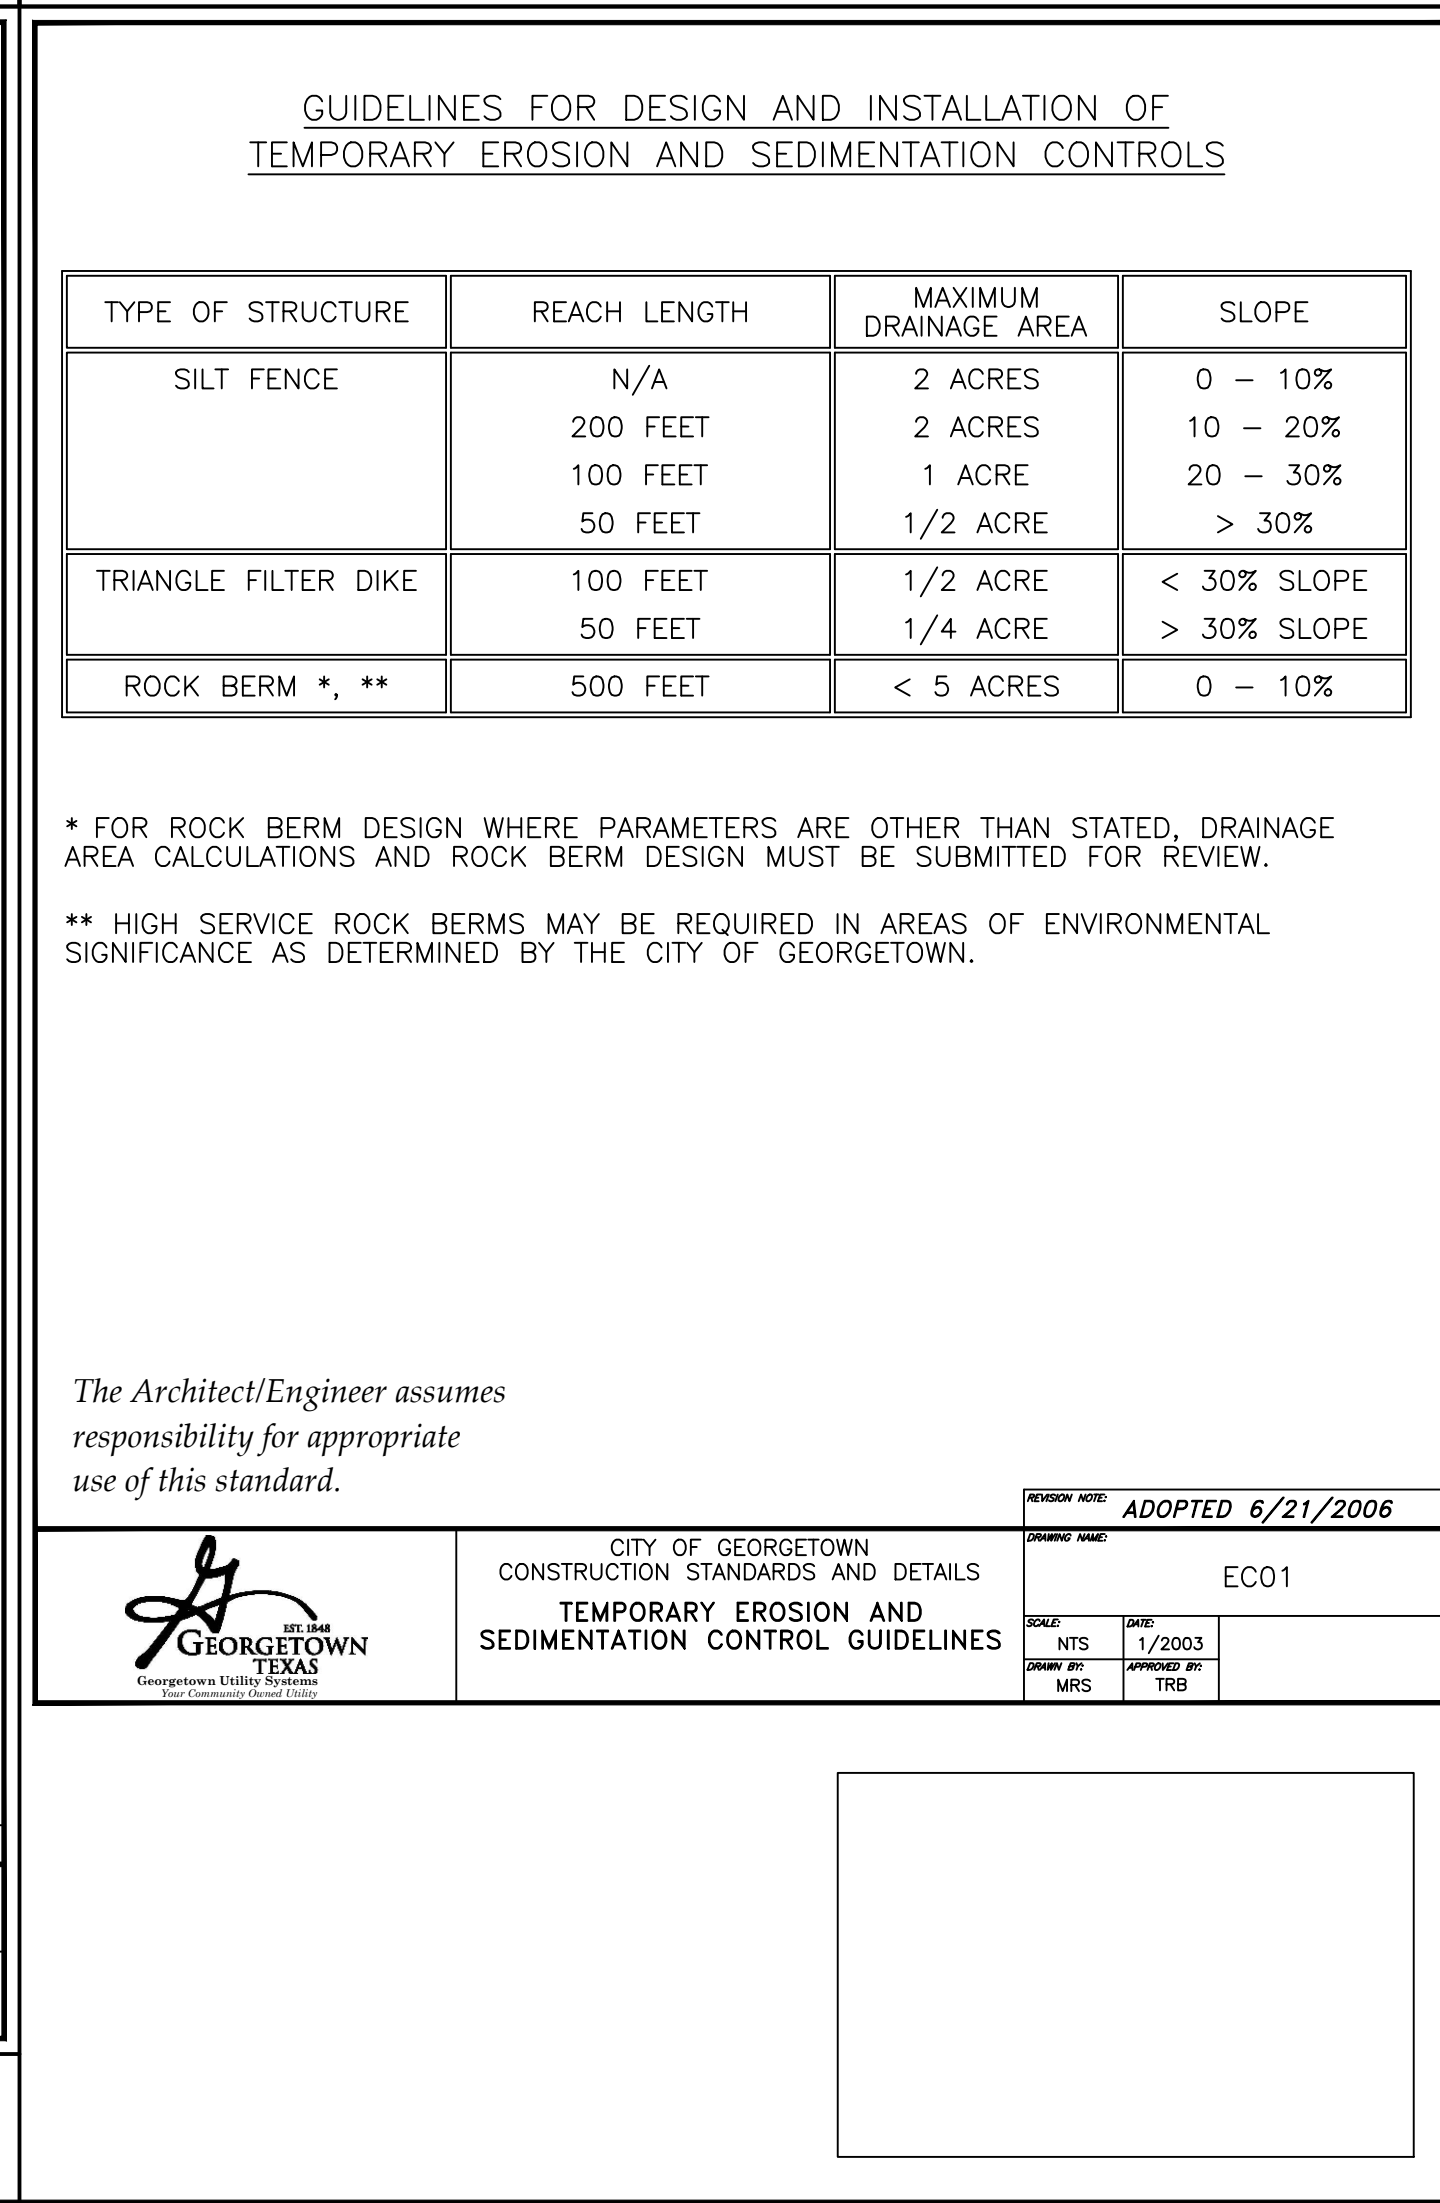 GUIDELINES FOR DESIGN AND INSTALLATION OF
TEMPORARY EROSION AND SEDIMENTATION CONTROLS
TYPE OF STRUCTURE REACH LENGTH MAXIMUM DRAINAGE AREA SLOPE
SILT FENCE N/A 2 ACRES 0 – 10%
200 FEET 2 ACRES 10 – 20%
100 FEET 1 ACRE 20 – 30%
50 FEET 1/2 ACRE > 30%
TRIANGLE FILTER DIKE 100 FEET 1/2 ACRE < 30% SLOPE
50 FEET 1/4 ACRE > 30% SLOPE
ROCK BERM *, ** 500 FEET < 5 ACRES 0 – 10%
* FOR ROCK BERM DESIGN WHERE PARAMETERS ARE OTHER THAN STATED, DRAINAGE
AREA CALCULATIONS AND ROCK BERM DESIGN MUST BE SUBMITTED FOR REVIEW.
** HIGH SERVICE ROCK BERMS MAY BE REQUIRED IN AREAS OF ENVIRONMENTAL
SIGNIFICANCE AS DETERMINED BY THE CITY OF GEORGETOWN.
The Architect/Engineer assumes
responsibility for appropriate
use of this standard.
REVISION NOTE: ADOPTED 6/21/2006
EST. 1848
GEORGETOWN
TEXAS
Georgetown Utility Systems
Your Community Owned Utility
CITY OF GEORGETOWN
CONSTRUCTION STANDARDS AND DETAILS
TEMPORARY EROSION AND
SEDIMENTATION CONTROL GUIDELINES
DRAWING NAME:
EC01
SCALE: DATE:
NTS 1/2003
DRAWN BY: APPROVED BY:
MRS TRB